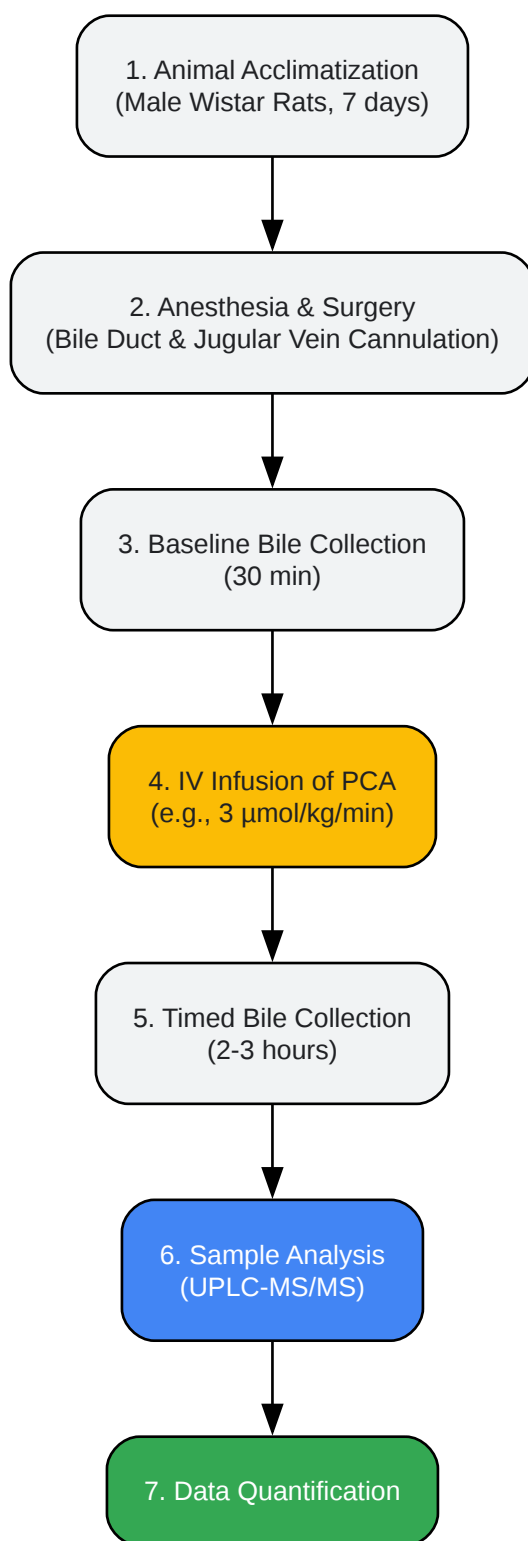 1. Animal Acclimatization
(Male Wistar Rats, 7 days)
2. Anesthesia & Surgery
(Bile Duct & Jugular Vein Cannulation)
3. Baseline Bile Collection
(30 min)
4. IV Infusion of PCA
(e.g., 3 µmol/kg/min)
5. Timed Bile Collection
(2-3 hours)
6. Sample Analysis
(UPLC-MS/MS)
7. Data Quantification